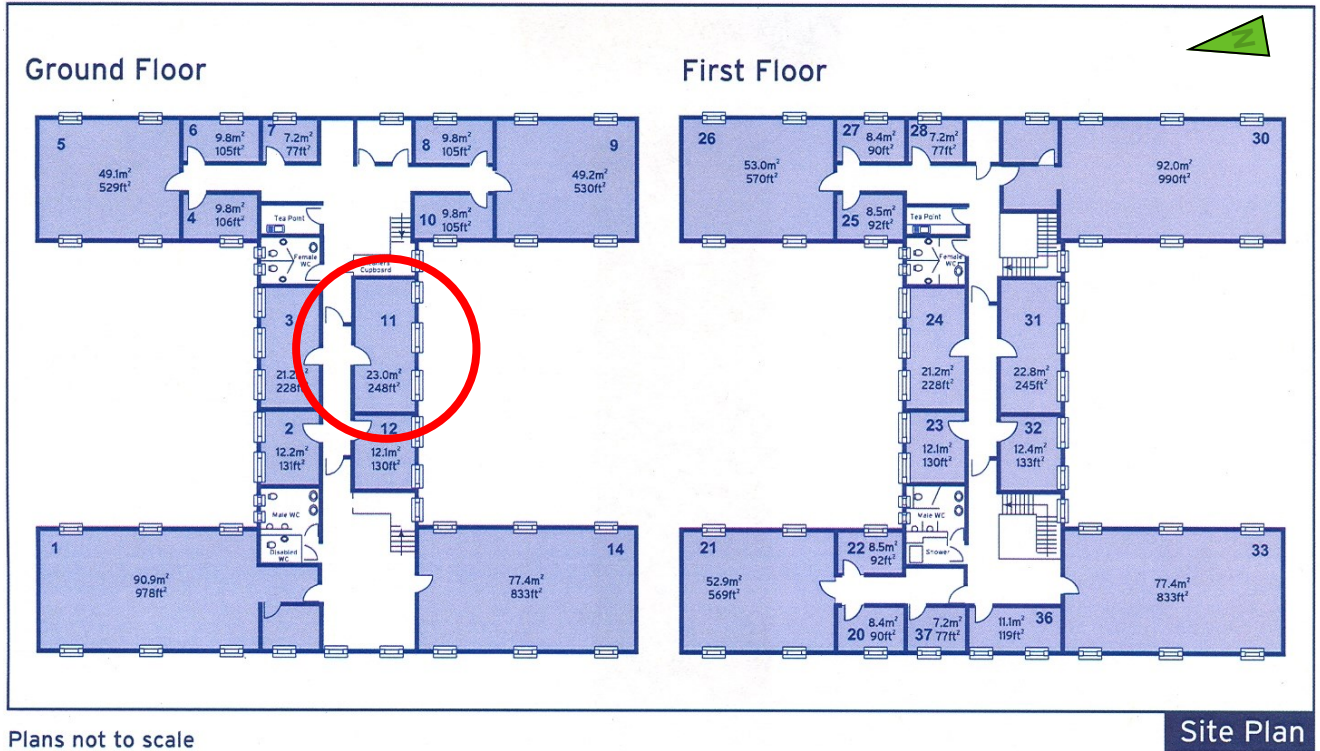 N
Ground Floor
First Floor
5
49.1m²
529ft²
6
9.8m²
105ft²
7
7.2m²
77ft²
8
9.8m²
105ft²
9
49.2m²
530ft²
4
9.8m²
106ft²
10
9.8m²
105ft²
Tea Point
Female
WC
Cupboard
3
21.2
228ft
11
23.0m²
248ft²
2
12.2m²
131ft²
12
12.1m²
130ft²
Male WC
Disabled
WC
1
90.9m²
978ft²
14
77.4m²
833ft²
26
53.0m²
570ft²
27
8.4m²
90ft²
28
7.2m²
77ft²
30
92.0m²
990ft²
25
8.5m²
92ft²
Tea Point
Female
WC
24
21.2m²
228ft²
31
22.8m²
245ft²
23
12.1m²
130ft²
32
12.4m²
133ft²
Male WC
Shower
21
52.9m²
569ft²
22
8.5m²
92ft²
33
77.4m²
833ft²
20
8.4m²
90ft²
37
7.2m²
77ft²
36
11.1m²
119ft²
Plans not to scale
Site Plan